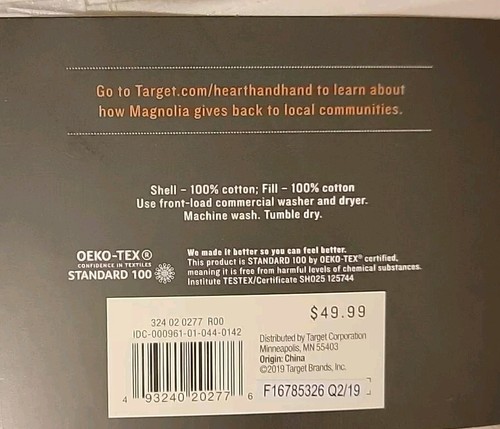 Go to Target.com/hearthandhand to learn about
how Magnolia gives back to local communities.
Shell – 100% cotton; Fill – 100% cotton
Use front-load commercial washer and dryer.
Machine wash. Tumble dry.
OEKO-TEX®
CONFIDENCE IN TEXTILES
STANDARD 100
We made it better so you can feel better.
This product is STANDARD 100 by OEKO-TEX® certified,
meaning it is free from harmful levels of chemical substances.
Institute TESTEX/Certificate SH025 125744
324 02 0277 R00
IDC-000961-01-044-0142
4 93240 20277 6
$49.99
Distributed by Target Corporation
Minneapolis, MN 55403
Origin: China
©2019 Target Brands, Inc.
F16785326 Q2/19